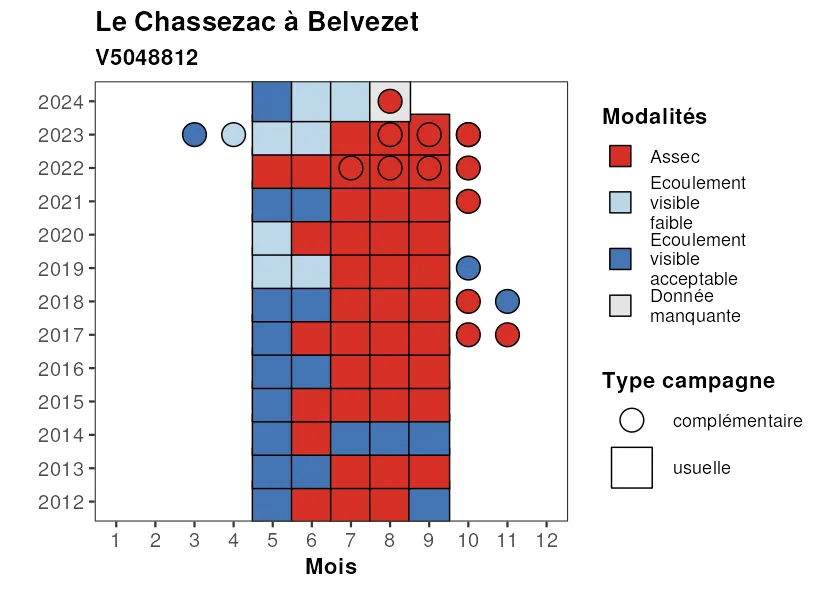 Le Chassezac à Belvezet
V5048812
2024
2023
2022
2021
2020
2019
2018
2017
2016
2015
2014
2013
2012
1 2 3 4 5 6 7 8 9 10 11 12
Mois
Modalités
Assec
Ecoulement
visible
faible
Ecoulement
visible
acceptable
Donnée
manquante
Type campagne
complémentaire
usuelle